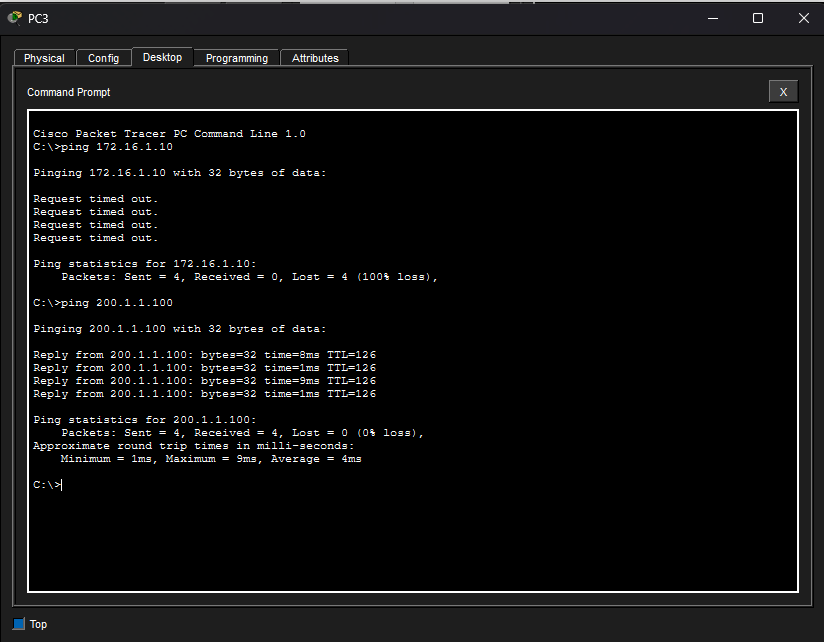 PC3
Physical Config Desktop Programming Attributes
Command Prompt
X
Cisco Packet Tracer PC Command Line 1.0
C:\>ping 172.16.1.10
Pinging 172.16.1.10 with 32 bytes of data:
Request timed out.
Request timed out.
Request timed out.
Request timed out.
Ping statistics for 172.16.1.10:
    Packets: Sent = 4, Received = 0, Lost = 4 (100% loss),
C:\>ping 200.1.1.100
Pinging 200.1.1.100 with 32 bytes of data:
Reply from 200.1.1.100: bytes=32 time=8ms TTL=126
Reply from 200.1.1.100: bytes=32 time=1ms TTL=126
Reply from 200.1.1.100: bytes=32 time=9ms TTL=126
Reply from 200.1.1.100: bytes=32 time=1ms TTL=126
Ping statistics for 200.1.1.100:
    Packets: Sent = 4, Received = 4, Lost = 0 (0% loss),
Approximate round trip times in milli-seconds:
    Minimum = 1ms, Maximum = 9ms, Average = 4ms
C:\>
Top